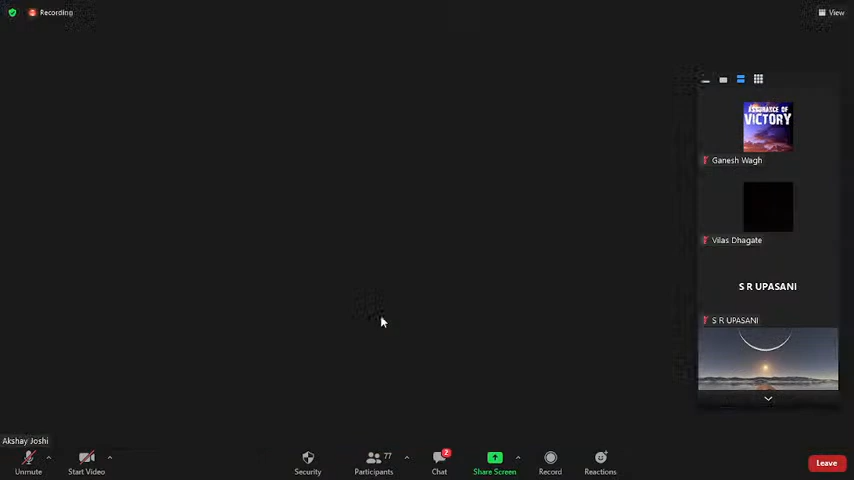 Recording
View
ASSURANCE OF
VICTORY
Ganesh Wagh
Vilas Dhagate
S R UPASANI
S R UPASANI
Akshay Joshi
Unmute
Start Video
Security
77
Participants
2
Chat
Share Screen
Record
Reactions
Leave